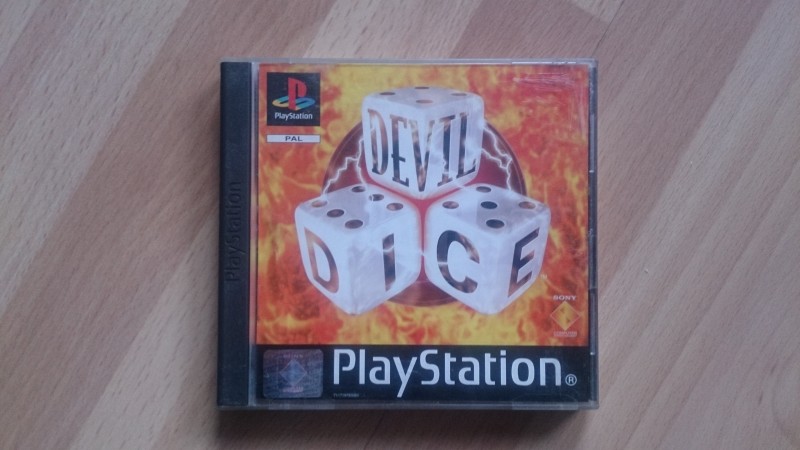 PlayStation
PlayStation
PAL
DEVIL
DICE
SONY
PlayStation®